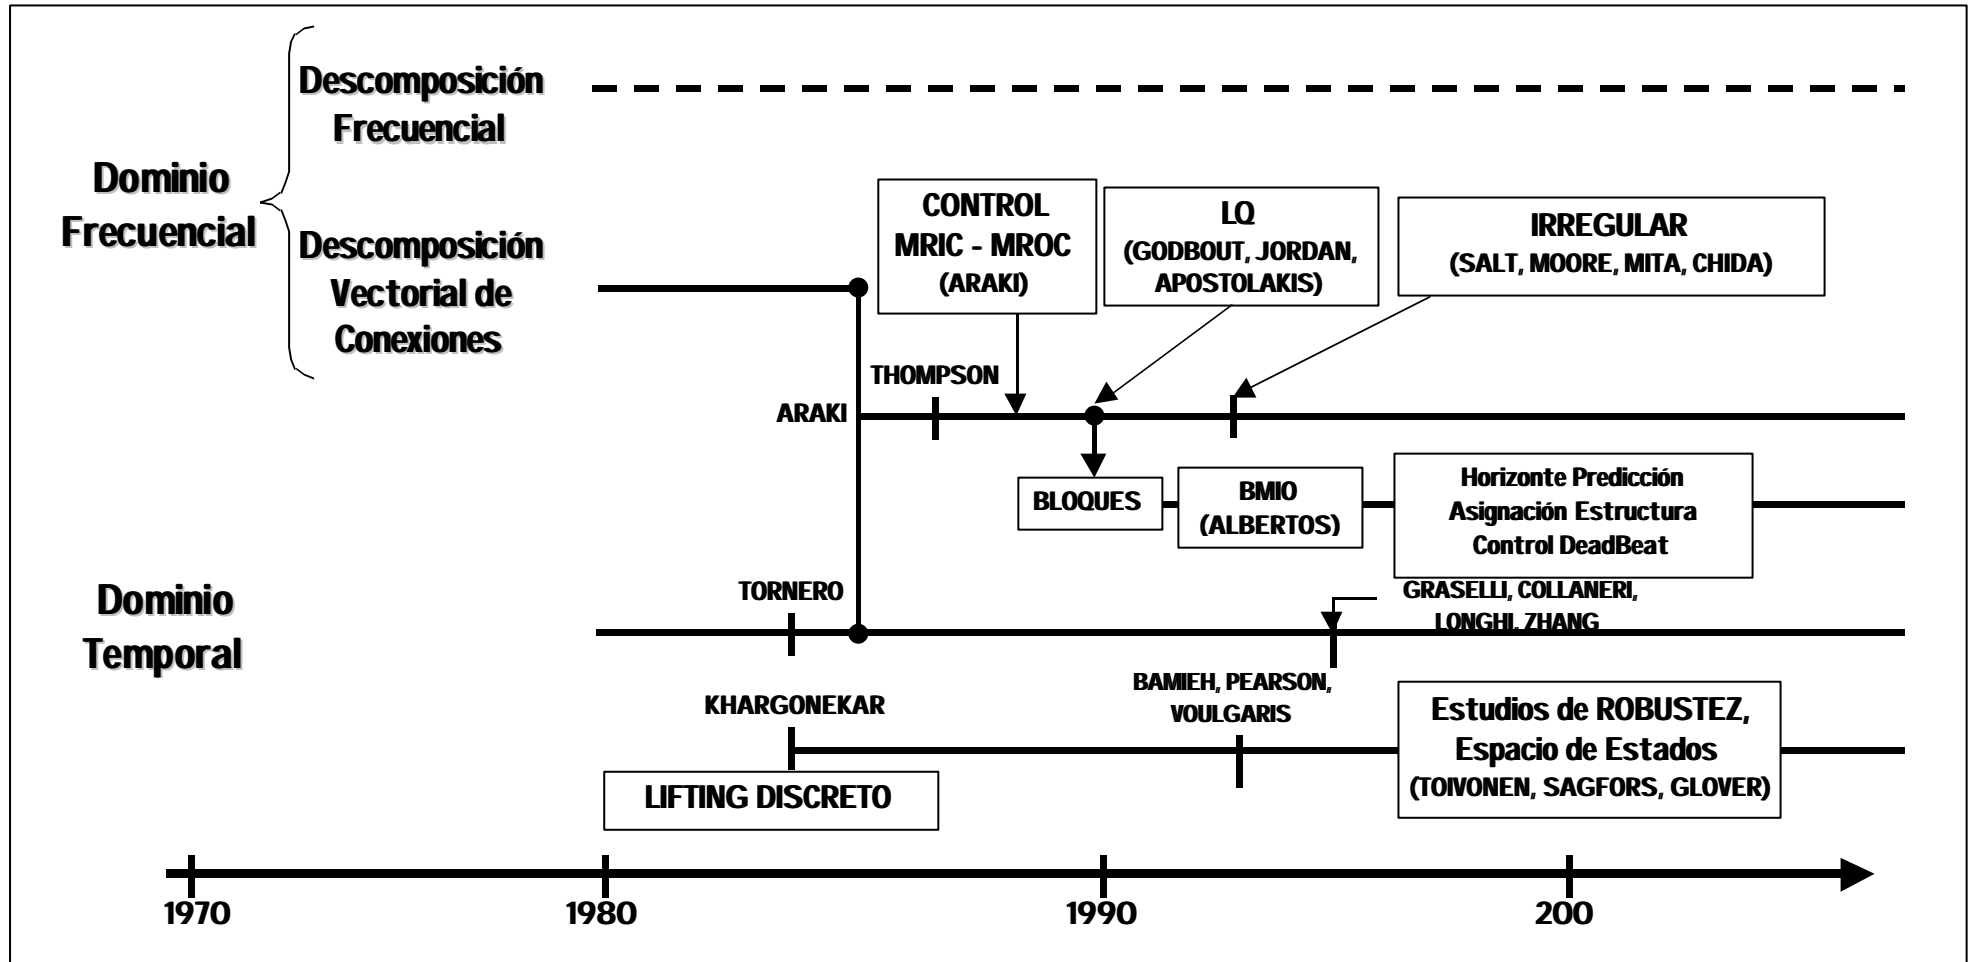 Descomposición
Frecuencial
Dominio
Frecuencial
Descomposición
Vectorial de
Conexiones
CONTROL
MRIC - MROC
(ARAKI)
LQ
(GODBOUT, JORDAN,
APOSTOLAKIS)
IRREGULAR
(SALT, MOORE, MITA, CHIDA)
THOMPSON
ARAKI
BLOQUES
BMIO
(ALBERTOS)
Horizonte Predicción
Asignación Estructura
Control DeadBeat
Dominio
Temporal
TORNERO
GRASELLI, COLLANERI,
LONGHI, ZHANG
KHARGONEKAR
BAMIEH, PEARSON,
VOULGARIS
Estudios de ROBUSTEZ,
Espacio de Estados
(TOIVONEN, SAGFORS, GLOVER)
LIFTING DISCRETO
1970
1980
1990
200